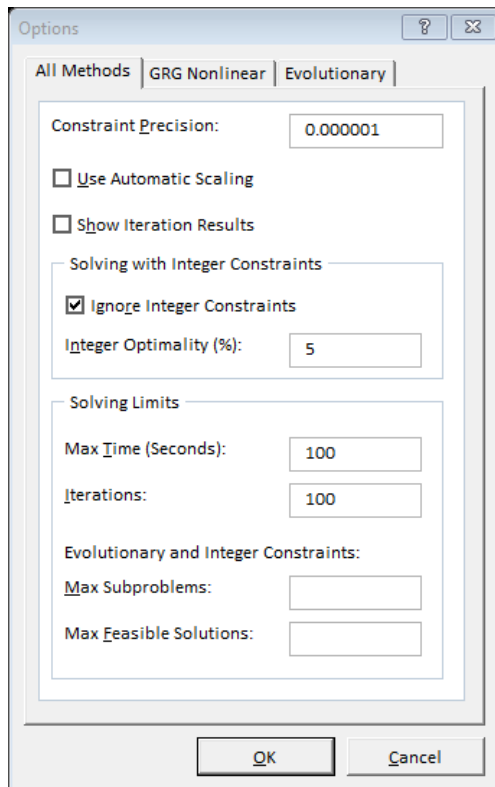 Options
All Methods GRG Nonlinear Evolutionary
Constraint Precision: 0.000001
Use Automatic Scaling
Show Iteration Results
Solving with Integer Constraints
Ignore Integer Constraints
Integer Optimality (%): 5
Solving Limits
Max Time (Seconds): 100
Iterations: 100
Evolutionary and Integer Constraints:
Max Subproblems:
Max Feasible Solutions:
OK Cancel